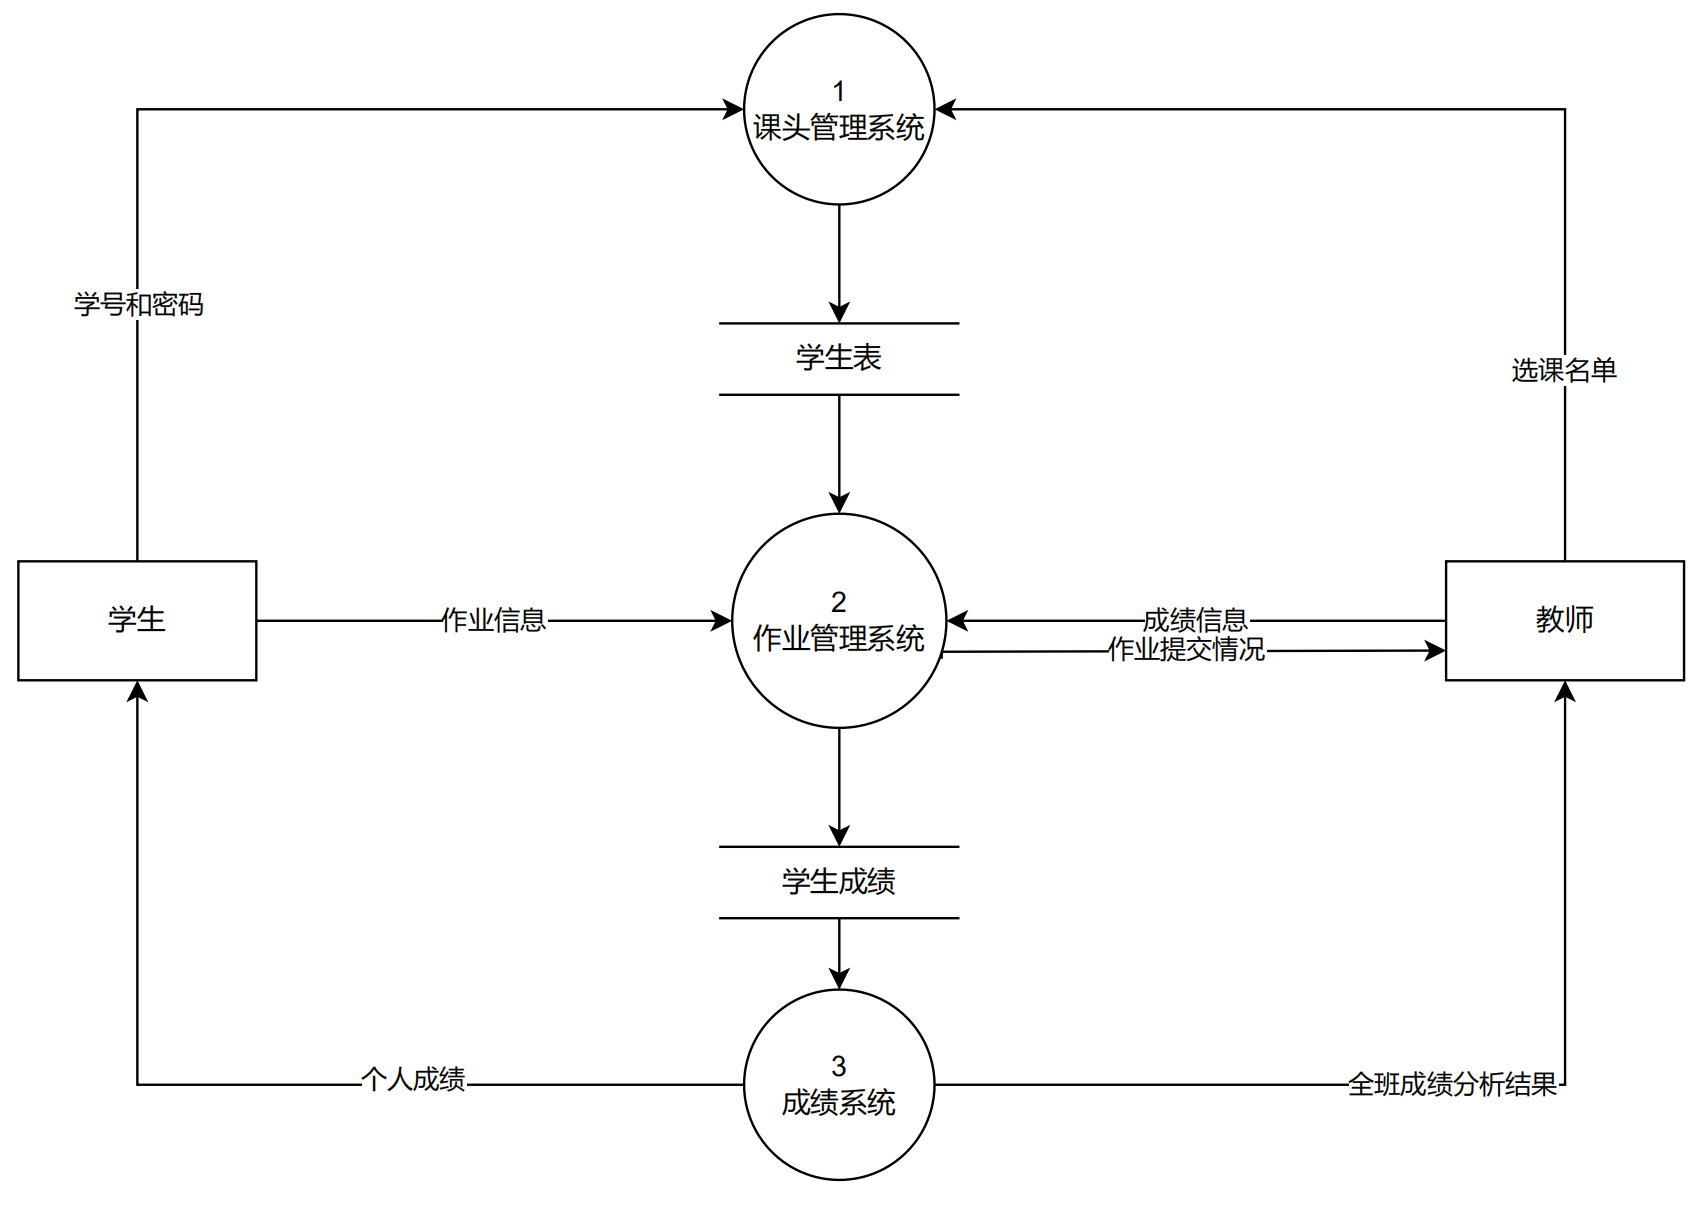 1
课头管理系统
学号和密码
学生表
选课名单
学生
作业信息
2
作业管理系统
成绩信息
作业提交情况
教师
学生成绩
个人成绩
3
成绩系统
全班成绩分析结果